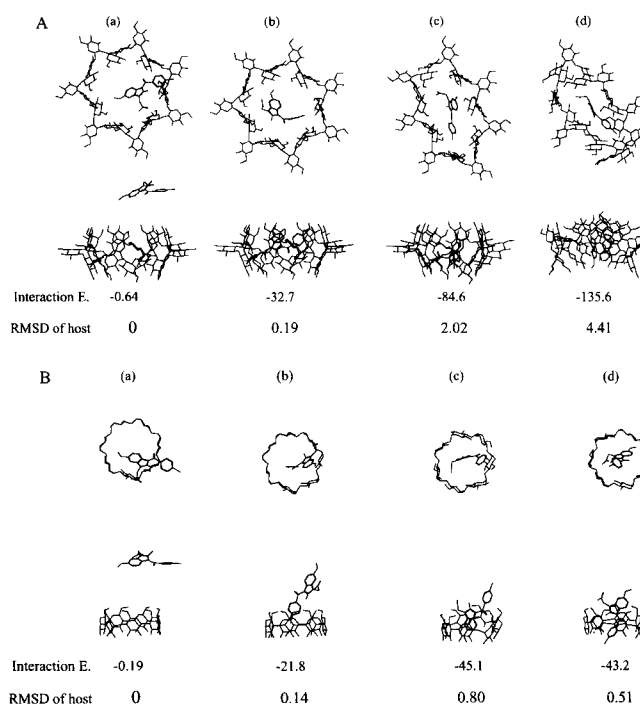 A (a) (b) (c) (d)
Interaction E. -0.64 -32.7 -84.6 -135.6
RMSD of host 0 0.19 2.02 4.41
B (a) (b) (c) (d)
Interaction E. -0.19 -21.8 -45.1 -43.2
RMSD of host 0 0.14 0.80 0.51